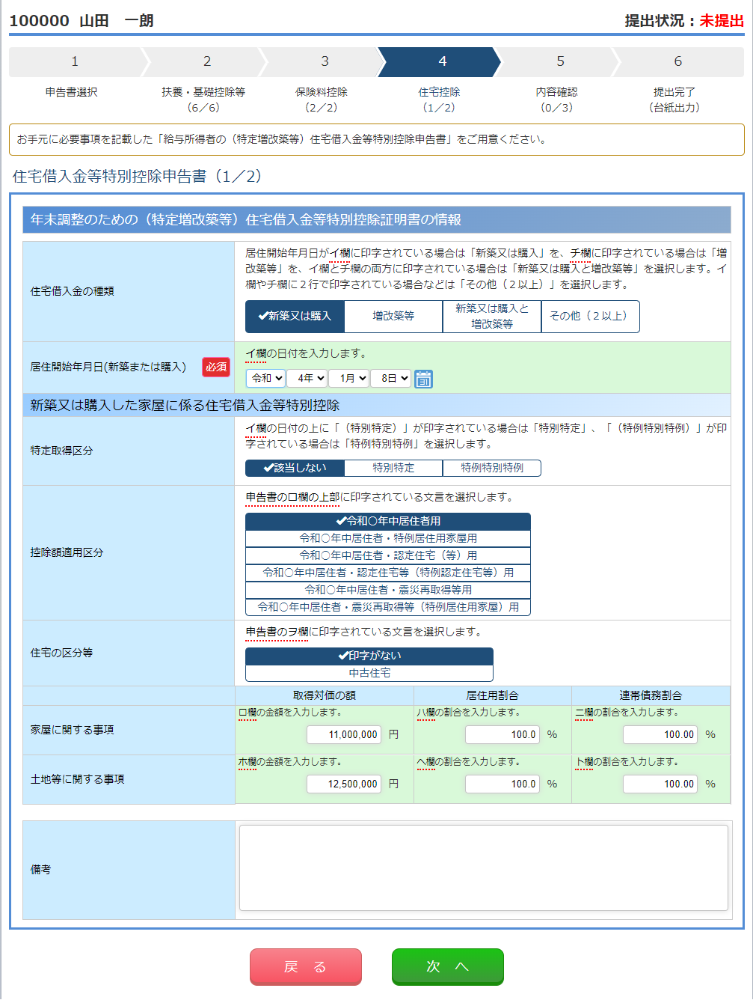 100000 山田　一朗
提出状況：未提出
1 2 3 4 5 6
申告書選択 扶養・基礎控除等 保険料控除 住宅控除 内容確認 提出完了
（6／6） （2／2） （1／2） （0／3） （台紙出力）
お手元に必要事項を記載した「給与所得者の（特定増改築等）住宅借入金等特別控除申告書」をご用意ください。
住宅借入金等特別控除申告書（1／2）
年末調整のための（特定増改築等）住宅借入金等特別控除証明書の情報
住宅借入金の種類
居住開始年月日がイ欄に印字されている場合は「新築又は購入」を、チ欄に印字されている場合は「増
改築等」を、イ欄とチ欄の両方に印字されている場合は「新築又は購入と増改築等」を選択します。イ
欄やチ欄に２行で印字されている場合などは「その他（２以上）」を選択します。
✔新築又は購入
増改築等
新築又は購入と
増改築等
その他（２以上）
居住開始年月日(新築または購入) 必須
イ欄の日付を入力します。
令和 4年 1月 8日 31
新築又は購入した家屋に係る住宅借入金等特別控除
特定取得区分
イ欄の日付の上に「（特別特定）」が印字されている場合は「特別特定」、「（特例特別特例）」が印
字されている場合は「特例特別特例」を選択します。
✔該当しない 特別特定 特例特別特例
控除額適用区分
申告書のロ欄の上部に印字されている文言を選択します。
✔令和○年中居住者用
令和○年中居住者・特例居住用家屋用
令和○年中居住者・認定住宅（等）用
令和○年中居住者・認定住宅等（特例認定住宅等）用
令和○年中居住者・震災再取得等用
令和○年中居住者・震災再取得等（特例居住用家屋）用
住宅の区分等
申告書のヲ欄に印字されている文言を選択します。
✔印字がない
中古住宅
取得対価の額 居住用割合 連帯債務割合
家屋に関する事項
ロ欄の金額を入力します。 ハ欄の割合を入力します。 ニ欄の割合を入力します。
11,000,000 円 100.0 % 100.00 %
土地等に関する事項
ホ欄の金額を入力します。 ヘ欄の割合を入力します。 ト欄の割合を入力します。
12,500,000 円 100.0 % 100.00 %
備考
戻　る 次　へ